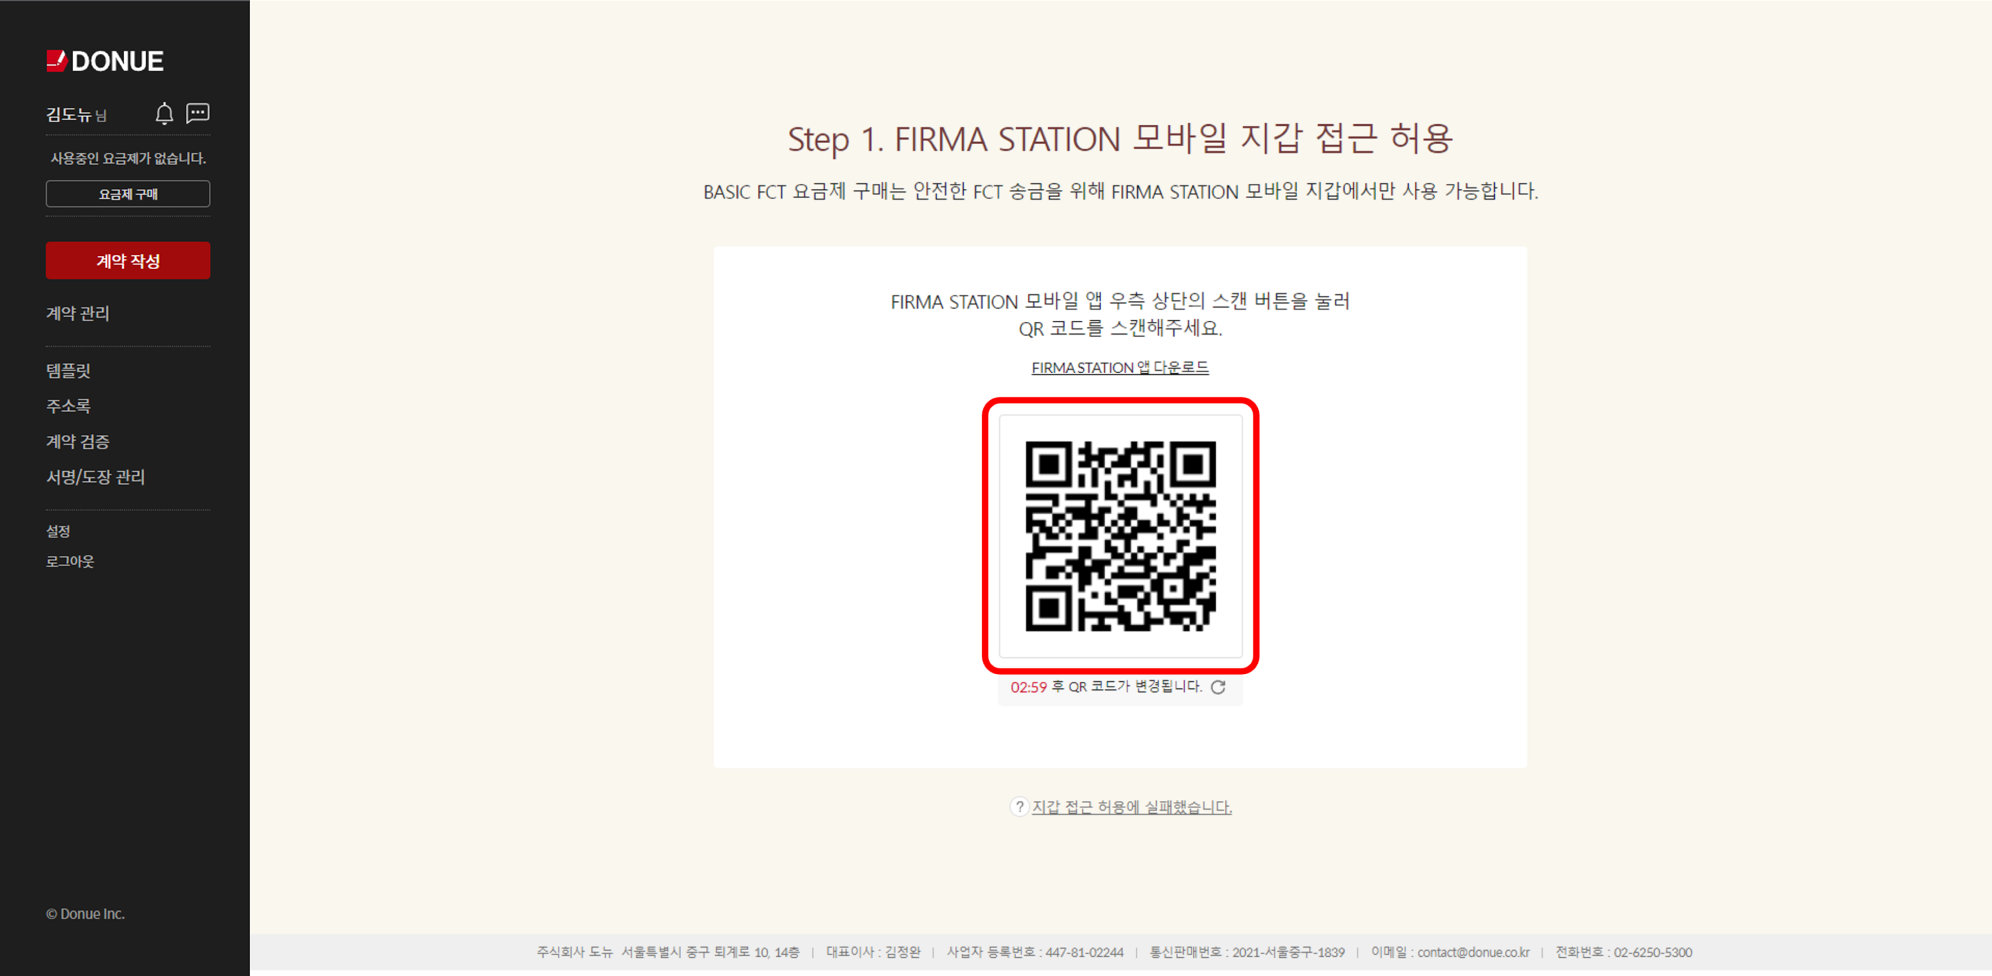 DONUE
김도뉴 님
사용중인 요금제가 없습니다.
요금제 구매
계약 작성
계약 관리
템플릿
주소록
계약 검증
서명/도장 관리
설정
로그아웃
© Donue Inc.
Step 1. FIRMA STATION 모바일 지갑 접근 허용
BASIC FCT 요금제 구매는 안전한 FCT 송금을 위해 FIRMA STATION 모바일 지갑에서만 사용 가능합니다.
FIRMA STATION 모바일 앱 우측 상단의 스캔 버튼을 눌러
QR 코드를 스캔해주세요.
FIRMA STATION 앱 다운로드
02:59 후 QR 코드가 변경됩니다.
? 지갑 접근 허용에 실패했습니다.
주식회사 도뉴 서울특별시 중구 퇴계로 10, 14층 | 대표이사 : 김정완 | 사업자 등록번호 : 447-81-02244 | 통신판매번호 : 2021-서울중구-1839 | 이메일 : contact@donue.co.kr | 전화번호 : 02-6250-5300